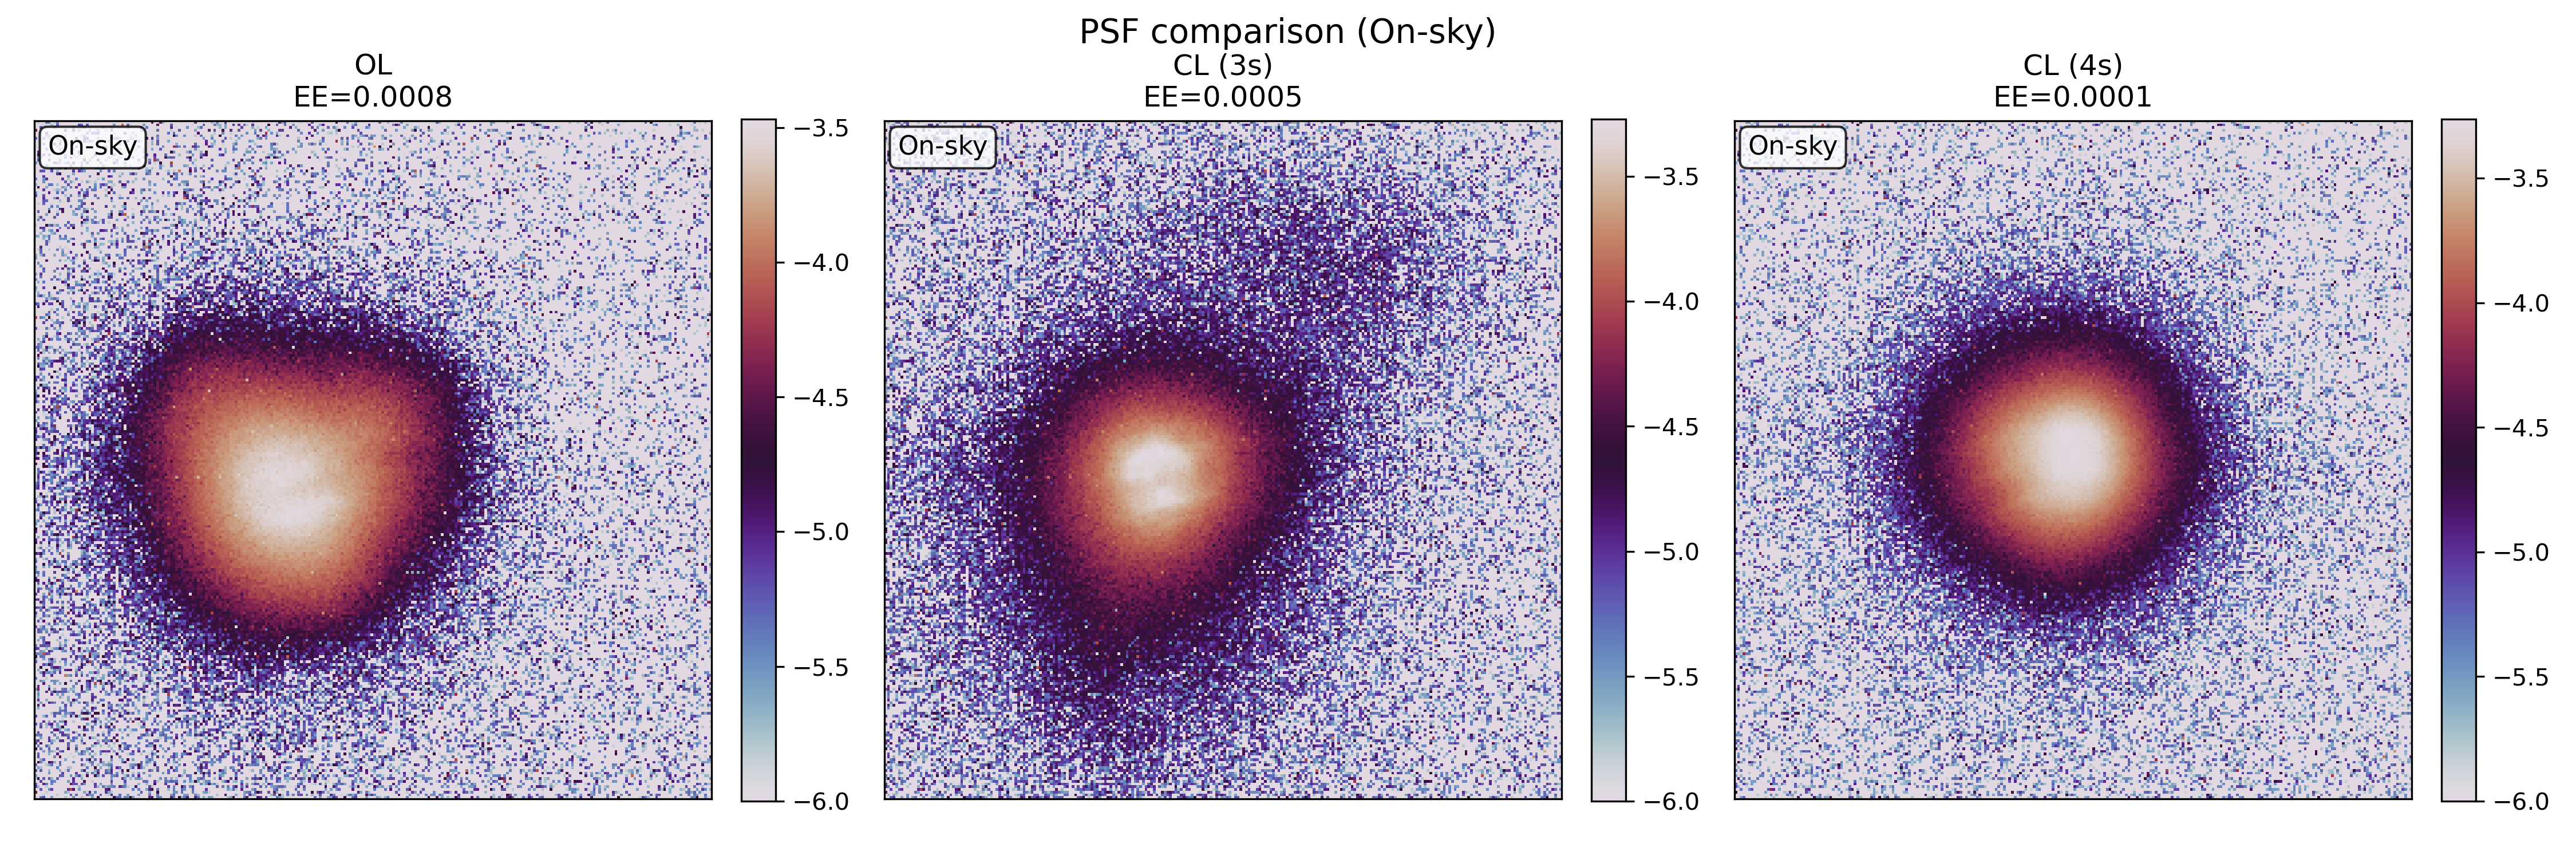 PSF comparison (On-sky)
OL
EE=0.0008
On-sky
−3.5
−4.0
−4.5
−5.0
−5.5
−6.0
CL (3s)
EE=0.0005
On-sky
−3.5
−4.0
−4.5
−5.0
−5.5
−6.0
CL (4s)
EE=0.0001
On-sky
−3.5
−4.0
−4.5
−5.0
−5.5
−6.0